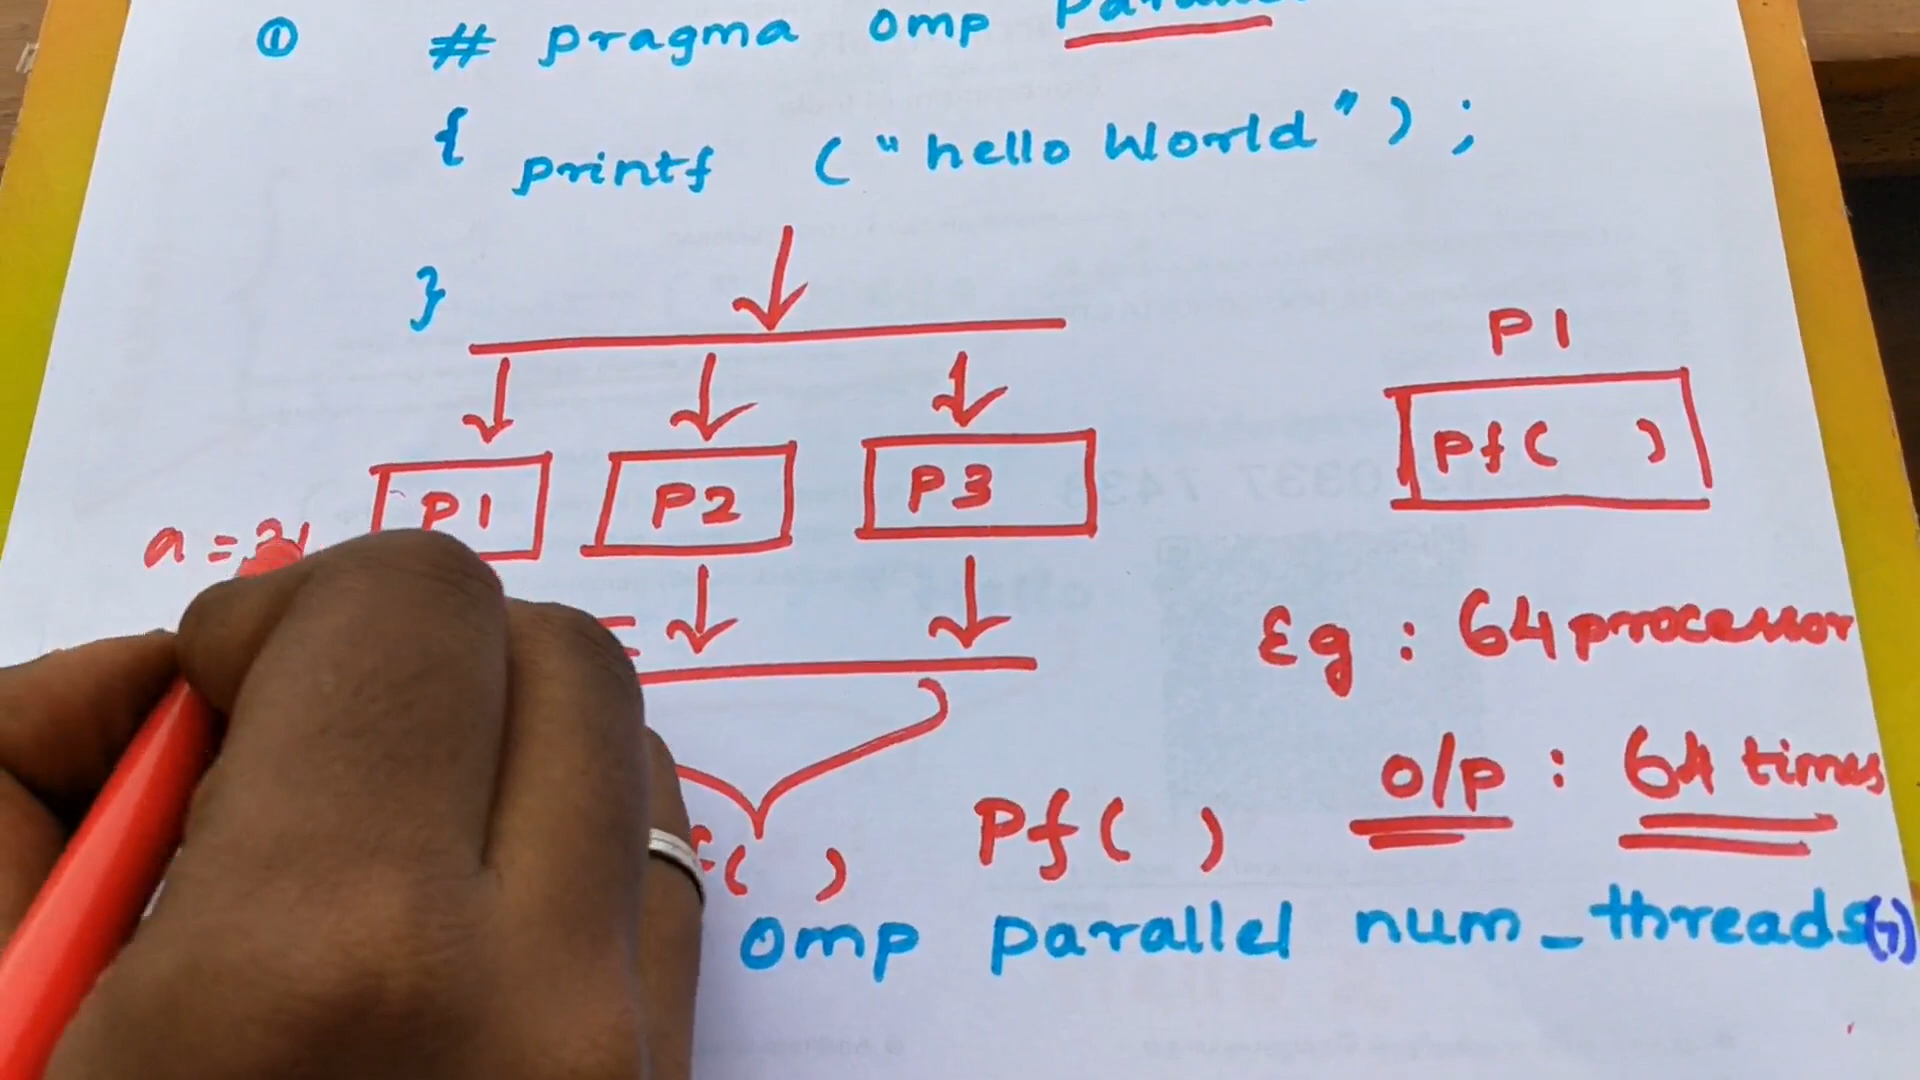 ① # pragma omp Parallel
{ printf ("hello World");
}
P1
Pf( )
P1 P2 P3
a =
Eg : 64 processor
o/p : 64 times
( ) Pf( )
omp parallel num_threads(i)